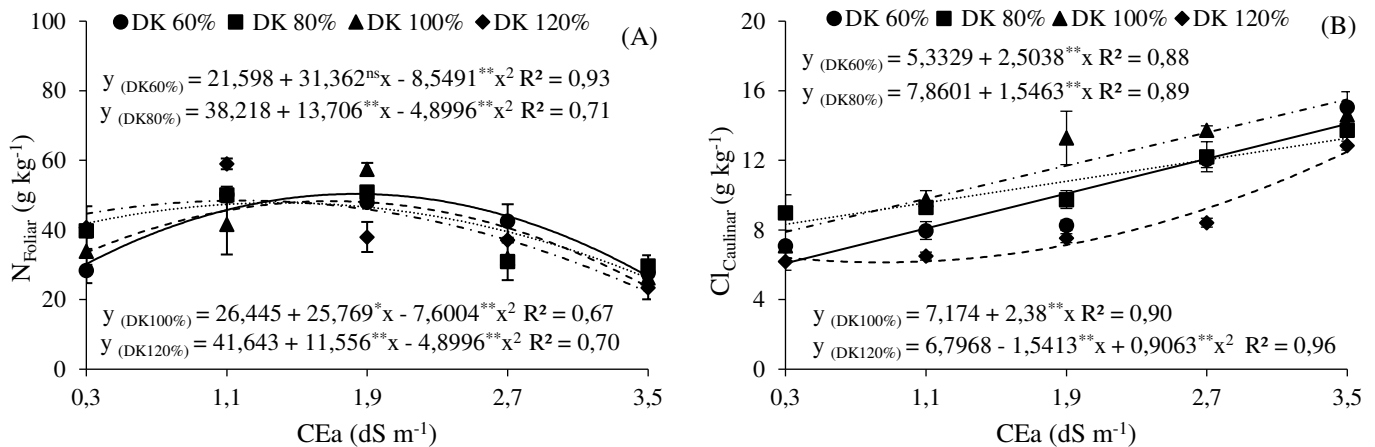 DK 60% DK 80% DK 100% DK 120%
(A)
y (DK60%) = 21,598 + 31,362ⁿˢx - 8,5491**x² R² = 0,93
y (DK80%) = 38,218 + 13,706**x - 4,8996**x² R² = 0,71
y (DK100%) = 26,445 + 25,769*x - 7,6004**x² R² = 0,67
y (DK120%) = 41,643 + 11,556**x - 4,8996**x² R² = 0,70
100
80
60
40
20
0
N Foliar (g kg⁻¹)
0,3 1,1 1,9 2,7 3,5
CEa (dS m⁻¹)
DK 60% DK 80% DK 100% DK 120%
(B)
y (DK60%) = 5,3329 + 2,5038**x R² = 0,88
y (DK80%) = 7,8601 + 1,5463**x R² = 0,89
y (DK100%) = 7,174 + 2,38**x R² = 0,90
y (DK120%) = 6,7968 - 1,5413**x + 0,9063**x² R² = 0,96
20
16
12
8
4
0
Cl Caulinar (g kg⁻¹)
0,3 1,1 1,9 2,7 3,5
CEa (dS m⁻¹)